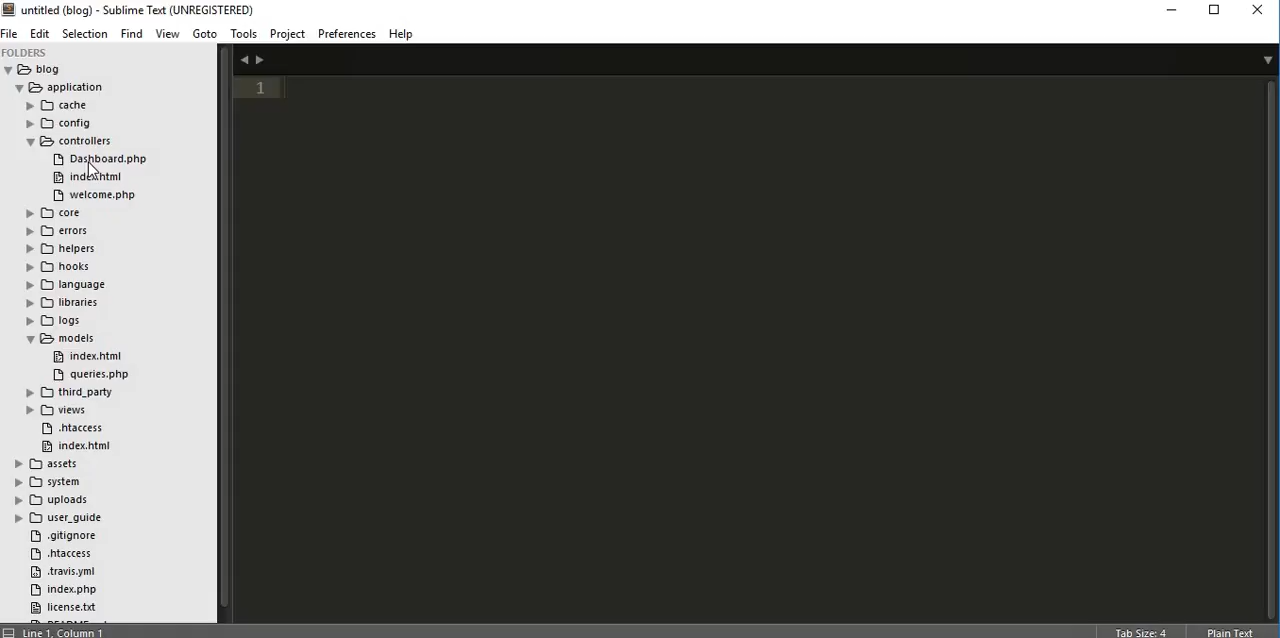 untitled (blog) - Sublime Text (UNREGISTERED)
File Edit Selection Find View Goto Tools Project Preferences Help
FOLDERS
blog
application
cache
config
controllers
Dashboard.php
index.html
welcome.php
core
errors
helpers
hooks
language
libraries
logs
models
index.html
queries.php
third_party
views
.htaccess
index.html
assets
system
uploads
user_guide
.gitignore
.htaccess
.travis.yml
index.php
license.txt
1
Line 1, Column 1 Tab Size: 4 Plain Text